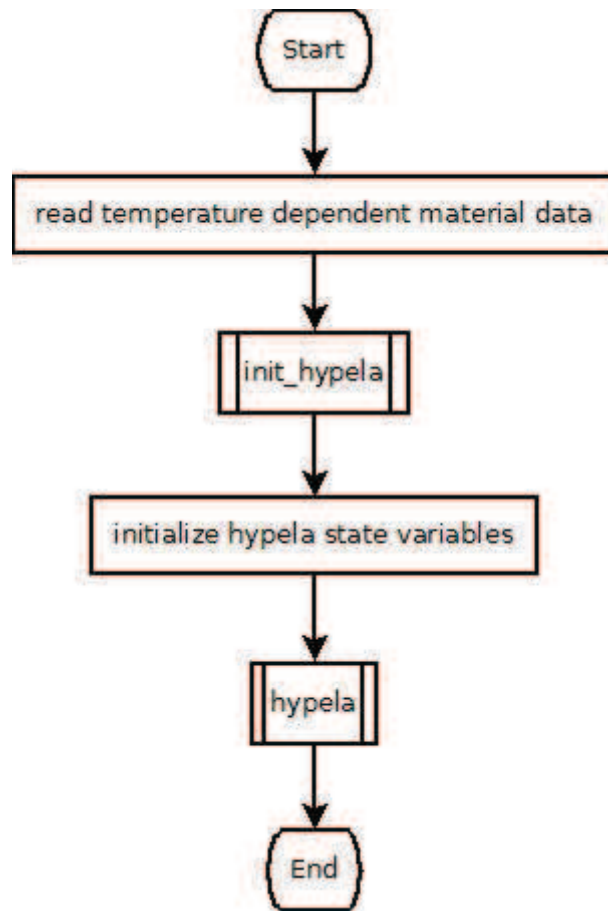 Start
read temperature dependent material data
init_hypela
initialize hypela state variables
hypela
End